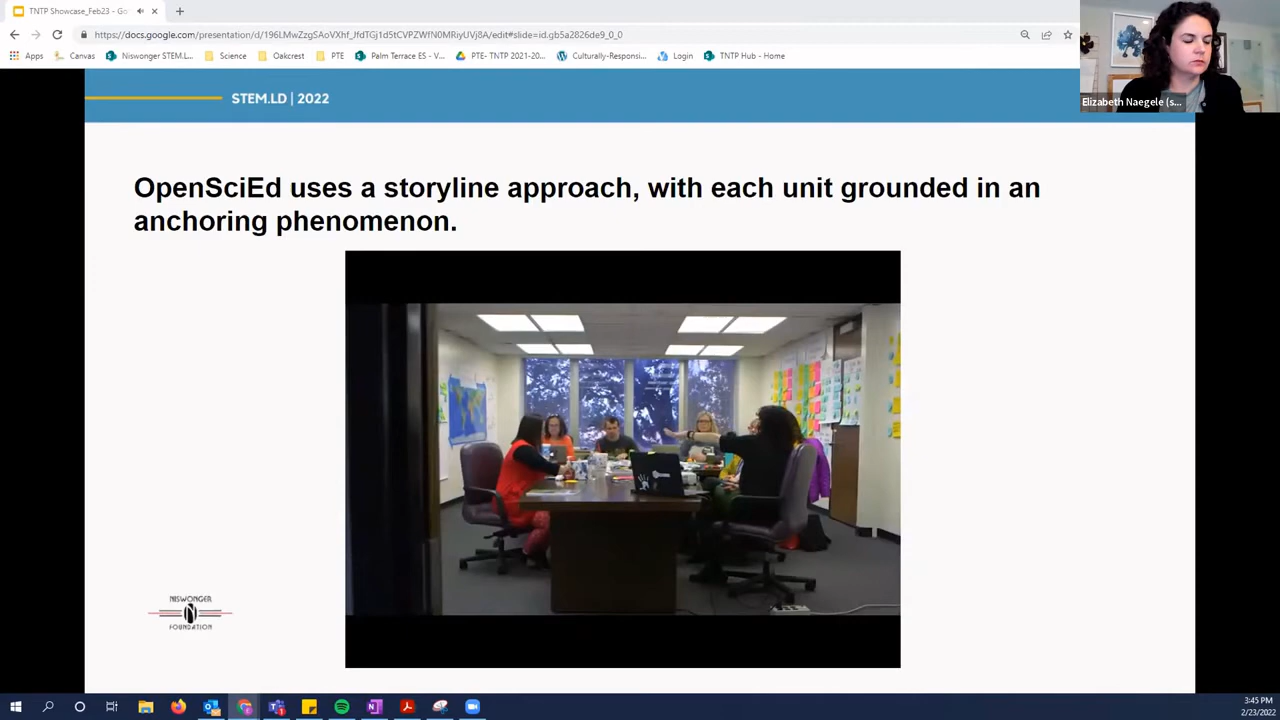 TNTP Showcase_Feb23 - Go
https://docs.google.com/presentation/d/196LMwZzgSAoVXhf_JfdTGj1d5tCVPZWfN0MRiyUVj8A/edit#slide=id.gb5a2826de9_0_0
Apps Canvas Niswonger STEM.L... Science Oakcrest PTE Palm Terrace ES - V... PTE- TNTP 2021-20... Culturally-Responsi... Login TNTP Hub - Home
Elizabeth Naegele (s...
STEM.LD | 2022
OpenSciEd uses a storyline approach, with each unit grounded in an
anchoring phenomenon.
NISWONGER
N
FOUNDATION
3:45 PM
2/23/2022